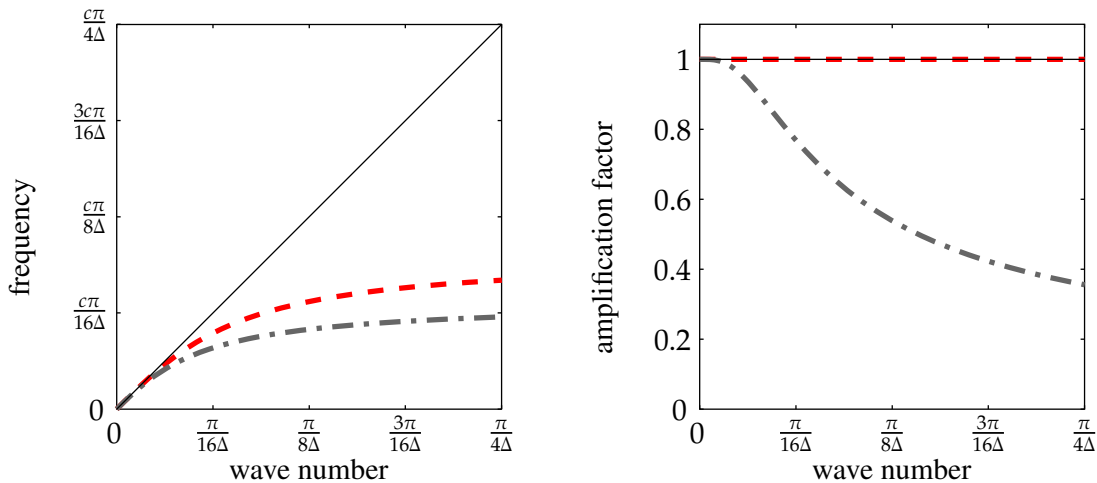 frequency
cπ/4Δ
3cπ/16Δ
cπ/8Δ
cπ/16Δ
0
0 π/16Δ π/8Δ 3π/16Δ π/4Δ
wave number
amplification factor
1
0.8
0.6
0.4
0.2
0
0 π/16Δ π/8Δ 3π/16Δ π/4Δ
wave number